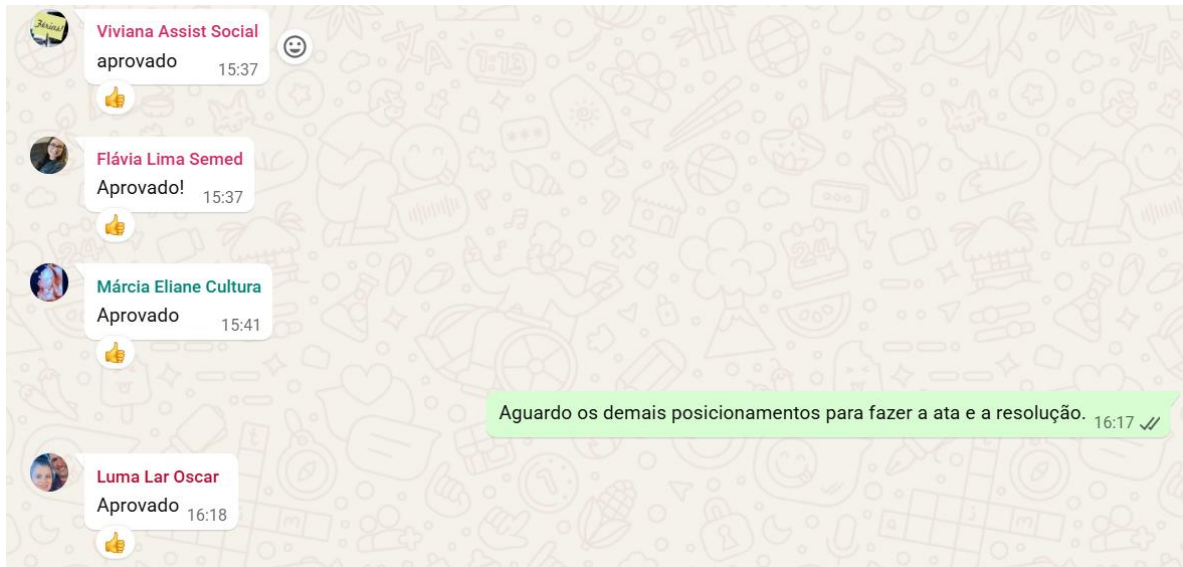 Férias!
Viviana Assist Social
aprovado 15:37
Flávia Lima Semed
Aprovado! 15:37
Márcia Eliane Cultura
Aprovado 15:41
Aguardo os demais posicionamentos para fazer a ata e a resolução. 16:17
Luma Lar Oscar
Aprovado 16:18